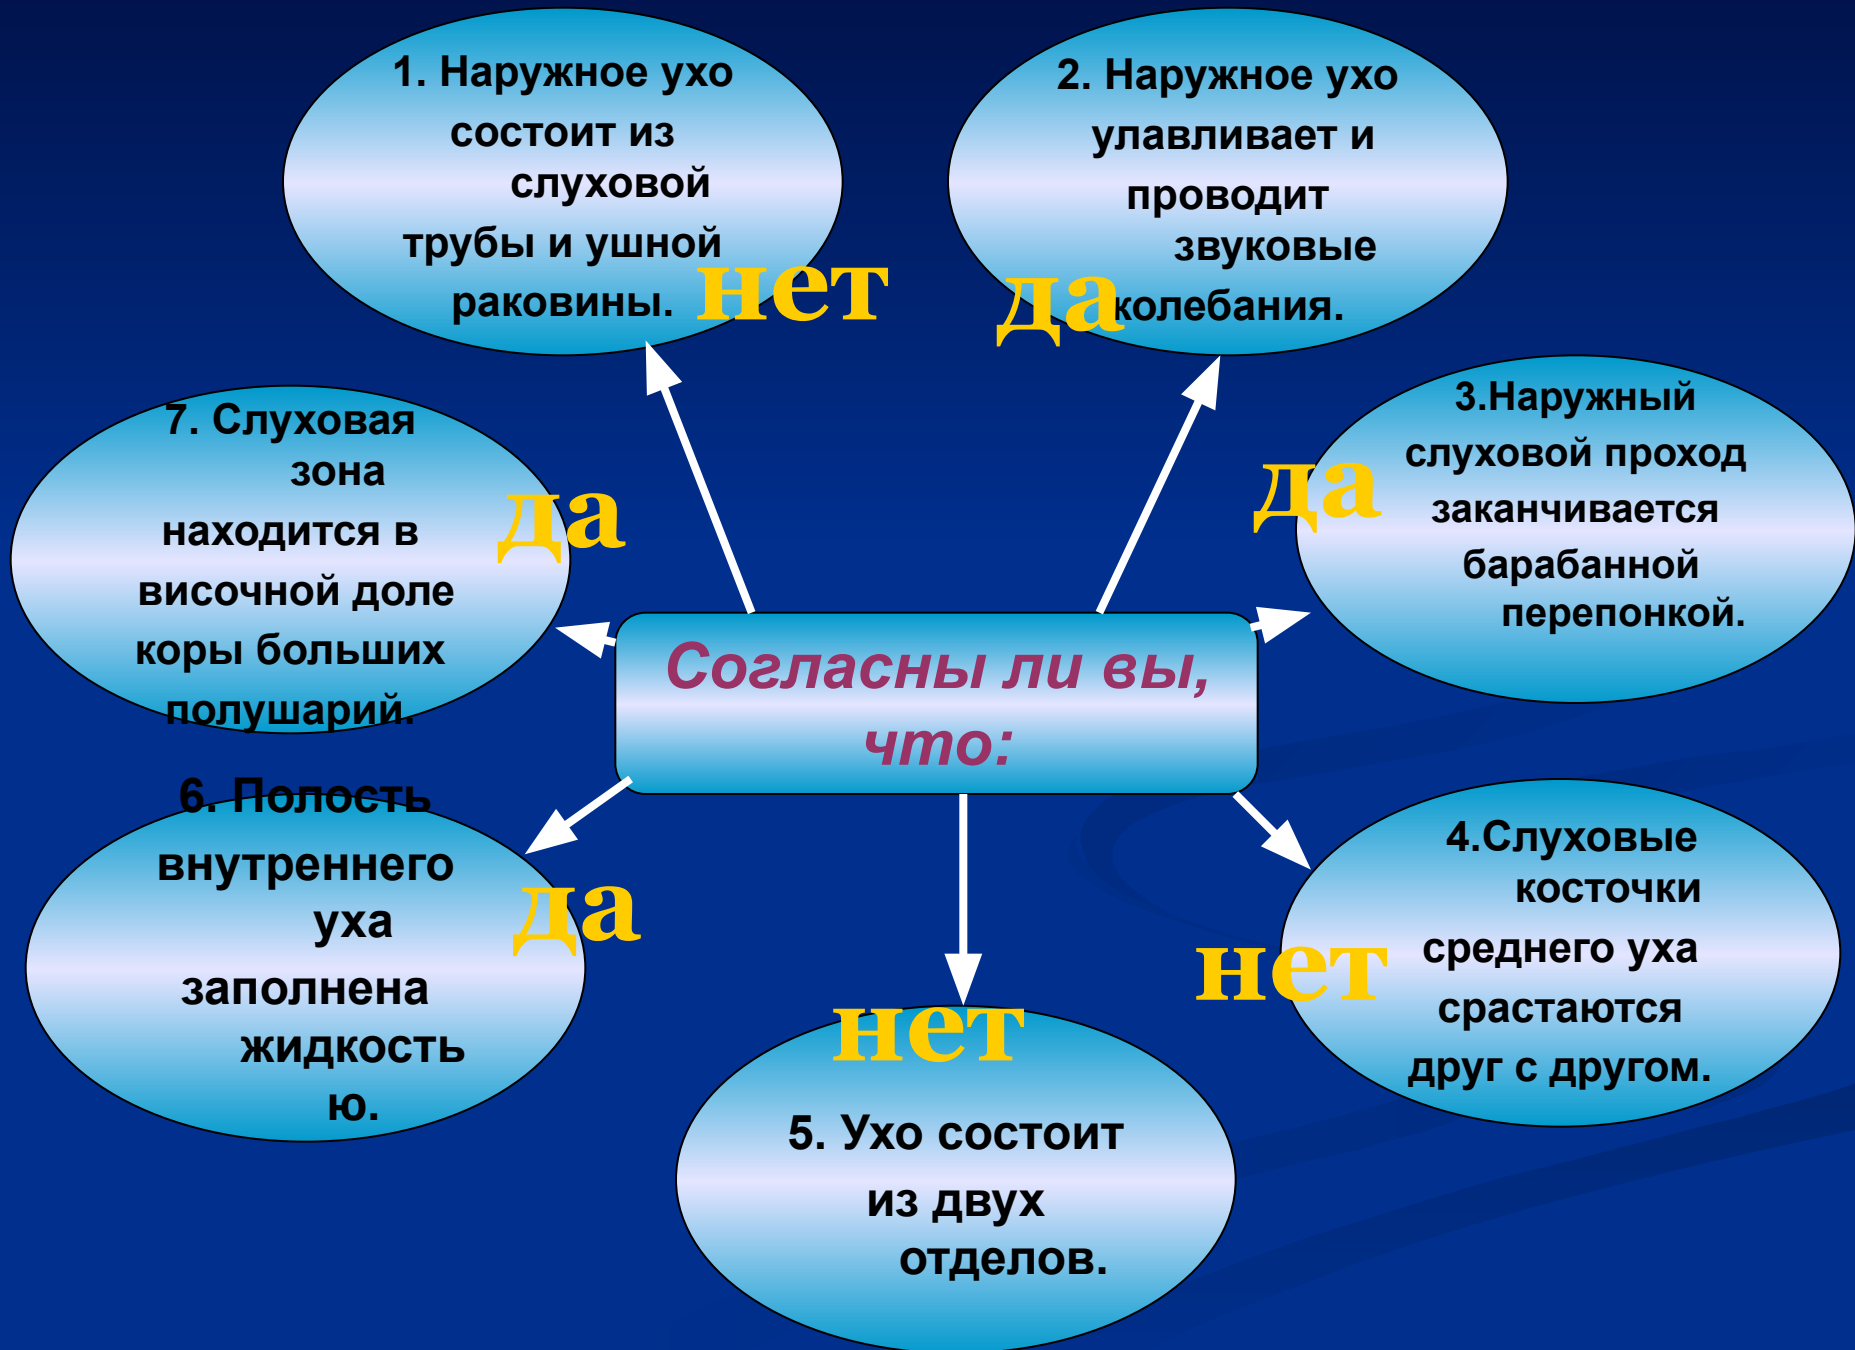 Согласны ли вы,
что:
1. Наружное ухо
состоит из
слуховой
трубы и ушной
раковины.
нет
2. Наружное ухо
улавливает и
проводит
звуковые
колебания.
да
3.Наружный
слуховой проход
заканчивается
барабанной
перепонкой.
да
4.Слуховые
косточки
среднего уха
срастаются
друг с другом.
нет
5. Ухо состоит
из двух
отделов.
нет
6. Полость
внутреннего
уха
заполнена
жидкость
ю.
да
7. Слуховая
зона
находится в
височной доле
коры больших
полушарий.
да